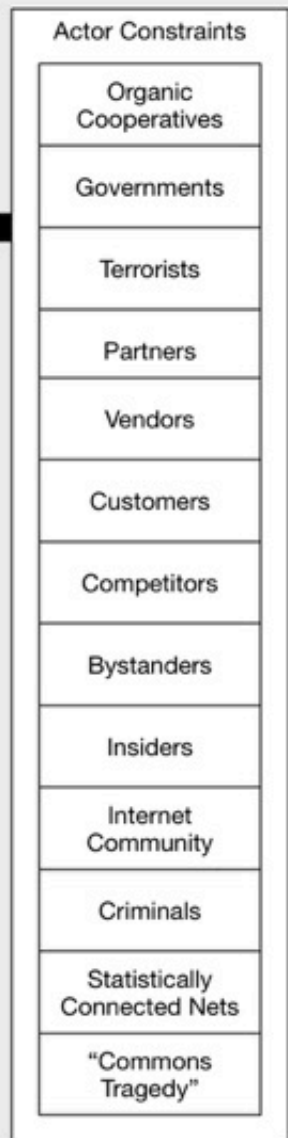 Actor Constraints
Organic
Cooperatives
Governments
Terrorists
Partners
Vendors
Customers
Competitors
Bystanders
Insiders
Internet
Community
Criminals
Statistically
Connected Nets
“Commons
Tragedy”